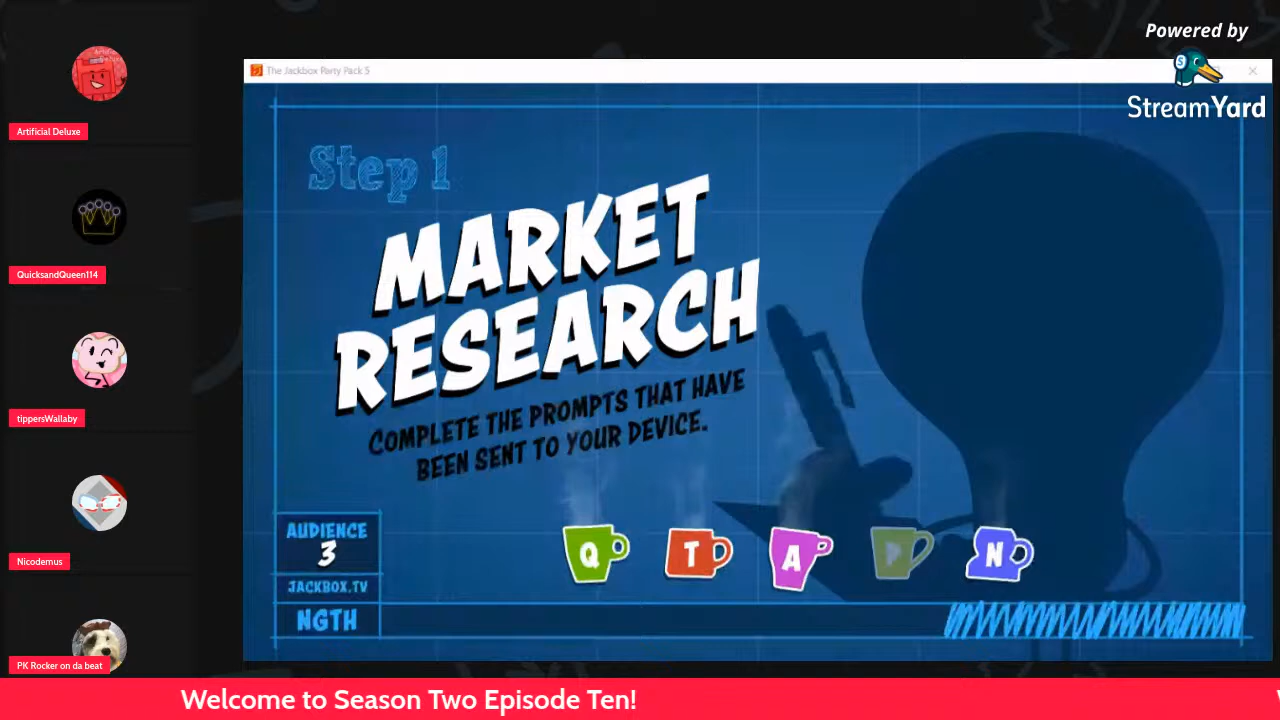 Powered by
StreamYard
The Jackbox Party Pack 5
Artificial Deluxe
QuicksandQueen114
tippersWallaby
Nicodemus
PK Rocker on da beat
Step 1
MARKET
RESEARCH
COMPLETE THE PROMPTS THAT HAVE
BEEN SENT TO YOUR DEVICE.
AUDIENCE
3
JACKBOX.TV
NGTH
Q T A P N
Welcome to Season Two Episode Ten!